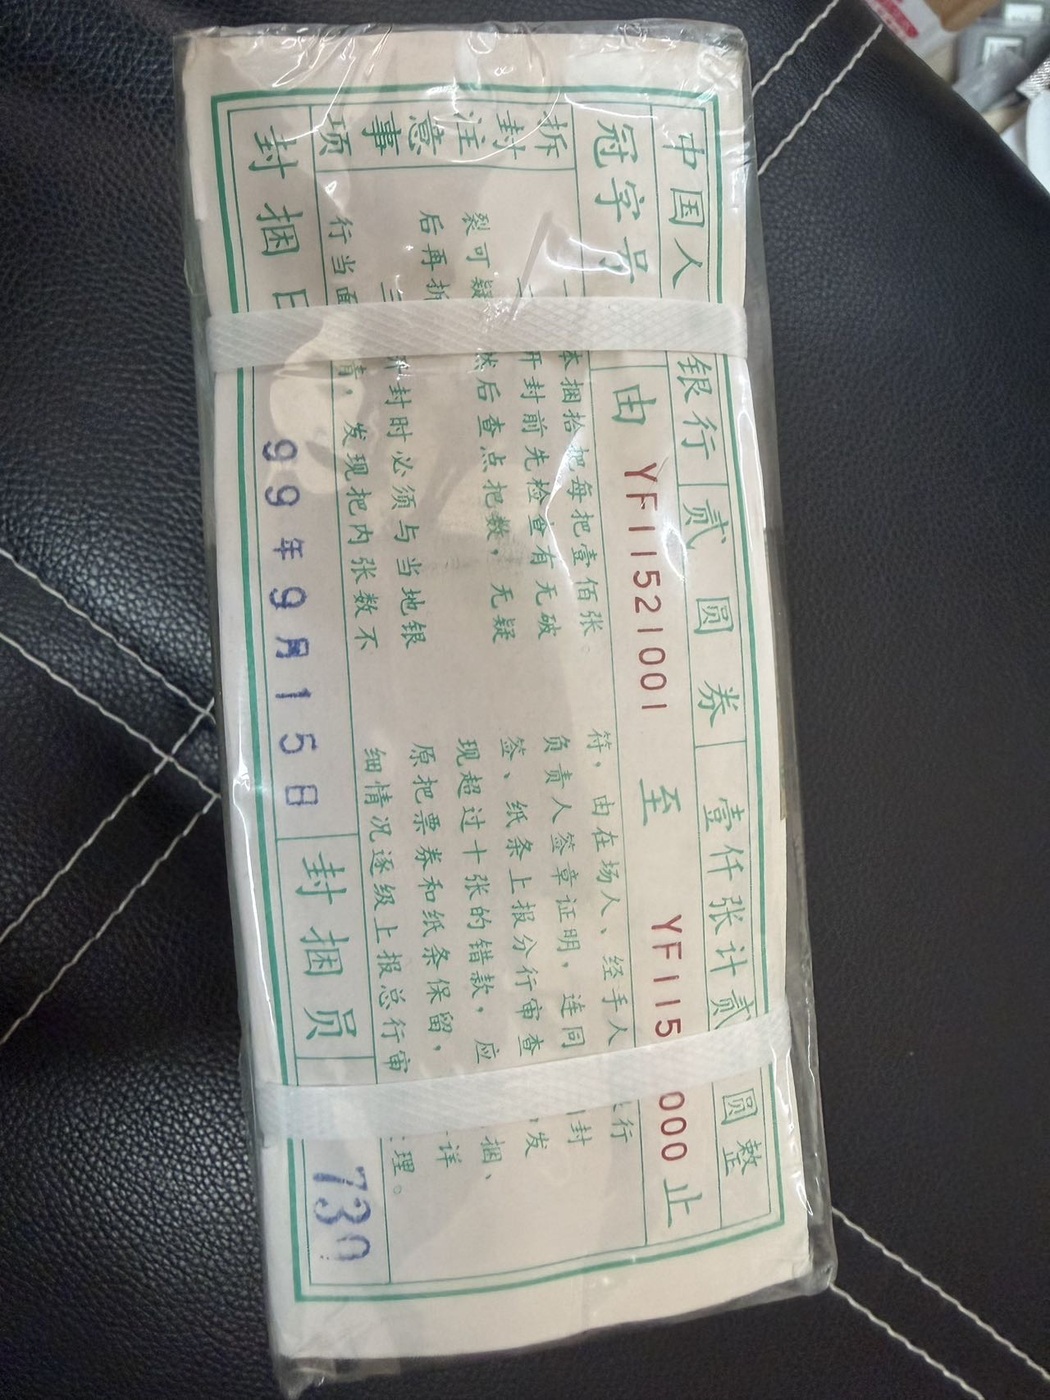 中国人 银行 贰圆券 壹仟张计贰 圆整
冠字号 由 YF11521001 至 YF115 000 止
拆封注意事项
本捆拾把每把壹佰张。
开封前先检查有无破
裂可疑 然后查点把数，无疑
后再拆
三 封时必须与当地银
行当面 清，发现把内张数不
符，由在场人、经手人 行
负责人签章证明，连同 封
签、纸条上报分行审查 发
现超过十张的错款，应 捆、
原把票券和纸条保留， 详
细情况逐级上报总行审 理。
封捆日 99年9月15日 封捆员 730